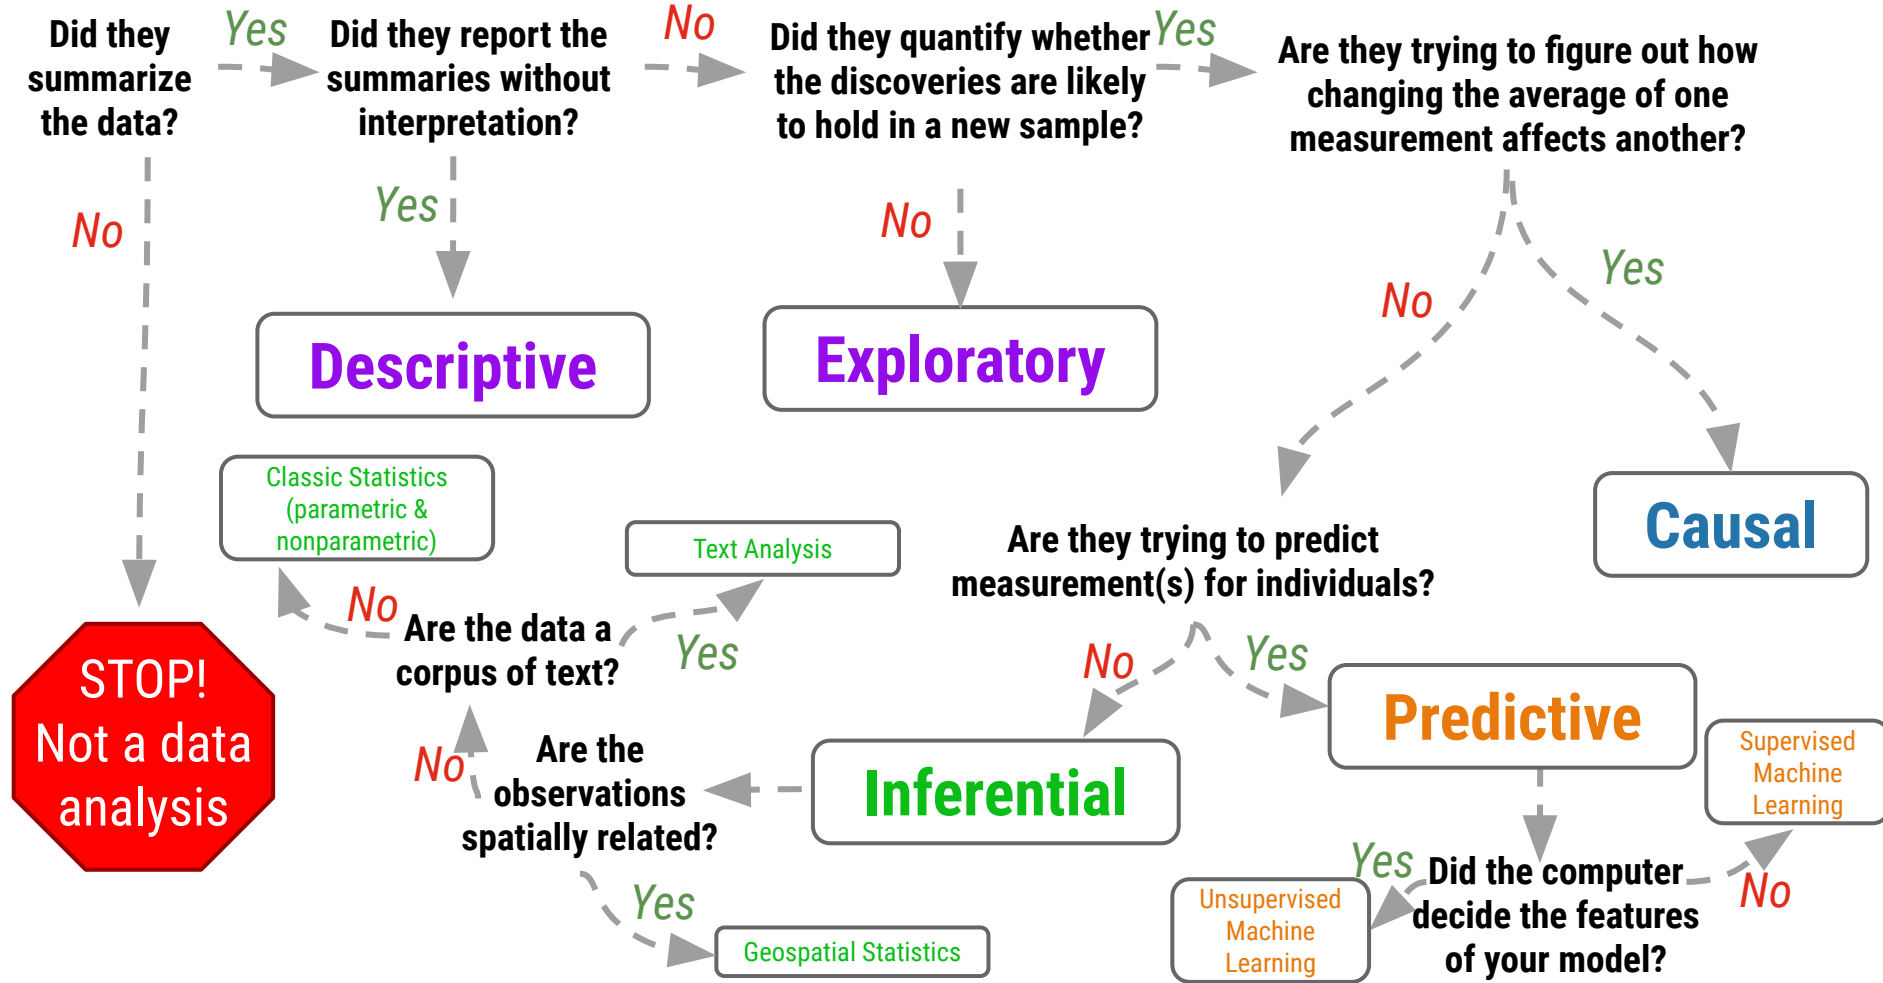 Did they
summarize
the data?
Yes
Did they report the
summaries without
interpretation?
No
Did they quantify whether
the discoveries are likely
to hold in a new sample?
Yes
Are they trying to figure out how
changing the average of one
measurement affects another?
No
Yes
No
No
Yes
Descriptive
Exploratory
Causal
Classic Statistics
(parametric &
nonparametric)
Text Analysis
Are they trying to predict
measurement(s) for individuals?
No
Are the data a
corpus of text?
Yes
No
Yes
STOP!
Not a data
analysis
Predictive
Are the
observations
spatially related?
No
Inferential
Supervised
Machine
Learning
Yes
Geospatial Statistics
Yes
Did the computer
decide the features
of your model?
No
Unsupervised
Machine
Learning